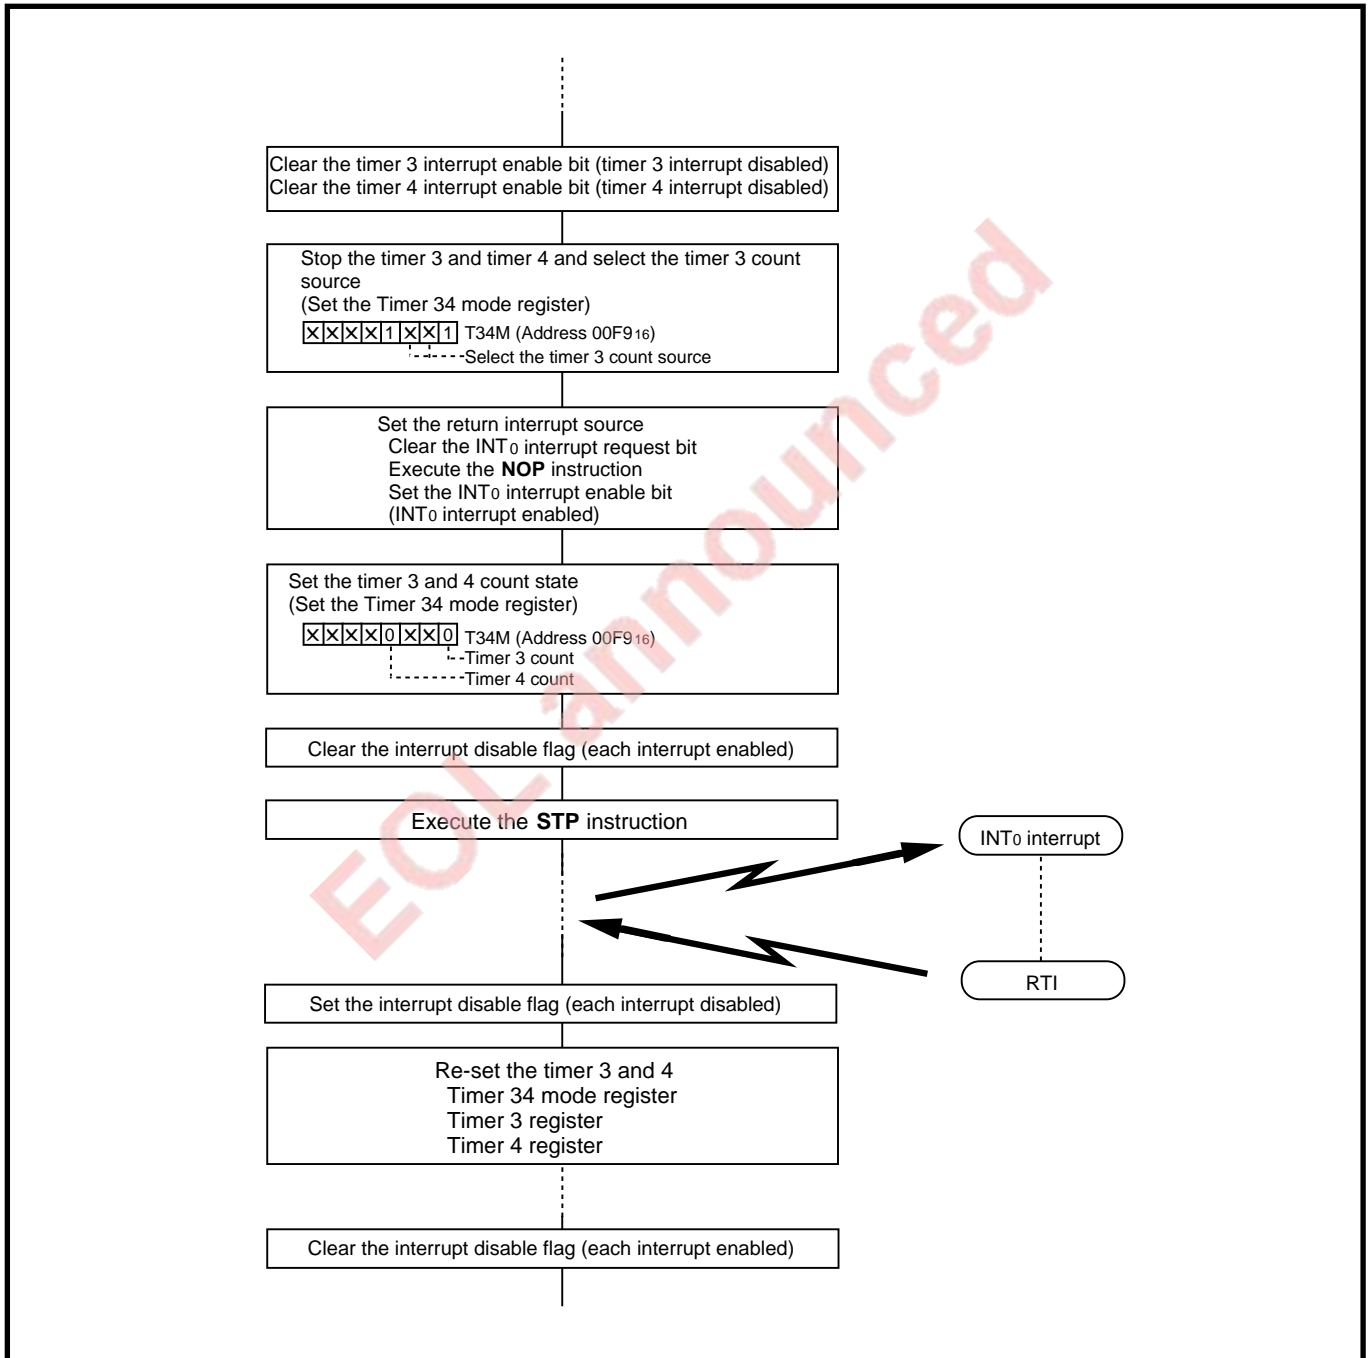 Clear the timer 3 interrupt enable bit (timer 3 interrupt disabled)
Clear the timer 4 interrupt enable bit (timer 4 interrupt disabled)
Stop the timer 3 and timer 4 and select the timer 3 count
source
(Set the Timer 34 mode register)
XXXX1XX1 T34M (Address 00F916)
Select the timer 3 count source
Set the return interrupt source
Clear the INT0 interrupt request bit
Execute the NOP instruction
Set the INT0 interrupt enable bit
(INT0 interrupt enabled)
Set the timer 3 and 4 count state
(Set the Timer 34 mode register)
XXXX0XX0 T34M (Address 00F916)
Timer 3 count
Timer 4 count
Clear the interrupt disable flag (each interrupt enabled)
Execute the STP instruction
INT0 interrupt
RTI
Set the interrupt disable flag (each interrupt disabled)
Re-set the timer 3 and 4
Timer 34 mode register
Timer 3 register
Timer 4 register
Clear the interrupt disable flag (each interrupt enabled)
EOL announced